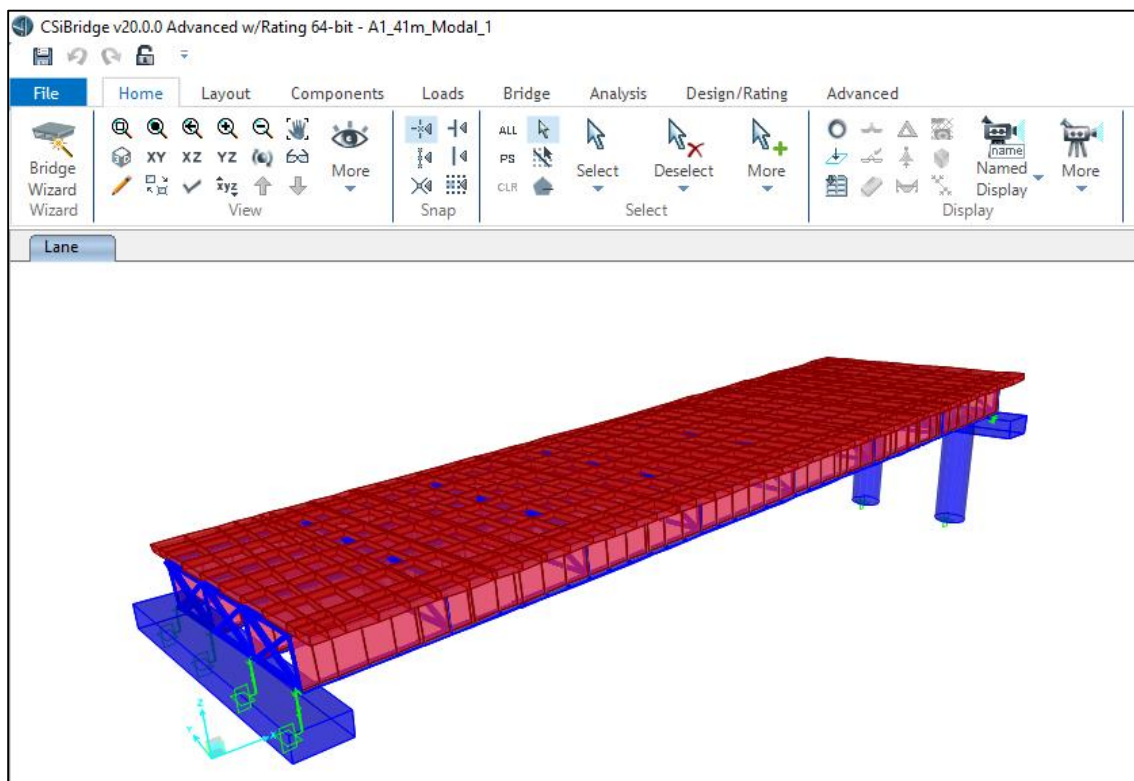 CSiBridge v20.0.0 Advanced w/Rating 64-bit - A1_41m_Modal_1
File Home Layout Components Loads Bridge Analysis Design/Rating Advanced
Bridge Wizard
XY XZ YZ
xyz
More
ALL
PS
CLR
Select
Deselect
More
name
Named Display
More
Wizard View Snap Select Display
Lane
Z
Y
X